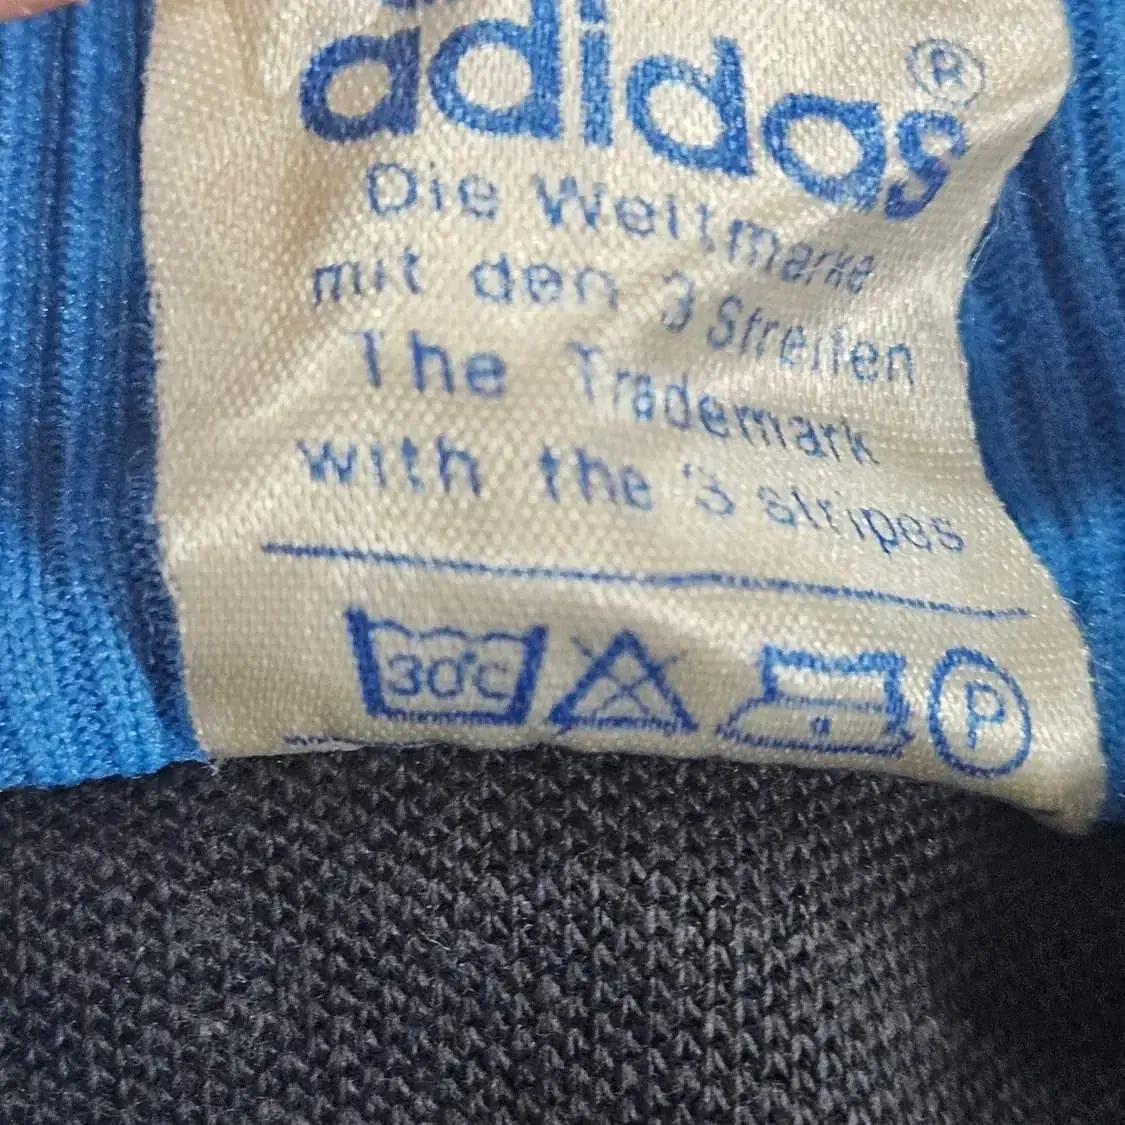 adidas®
Die Weltmarke
mit den 3 Streifen
The Trademark
with the 3 stripes
30°C P